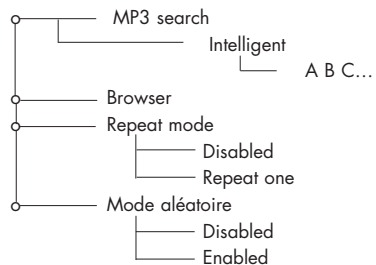 MP3 search
Intelligent
A B C...
Browser
Repeat mode
Disabled
Repeat one
Mode aléatoire
Disabled
Enabled